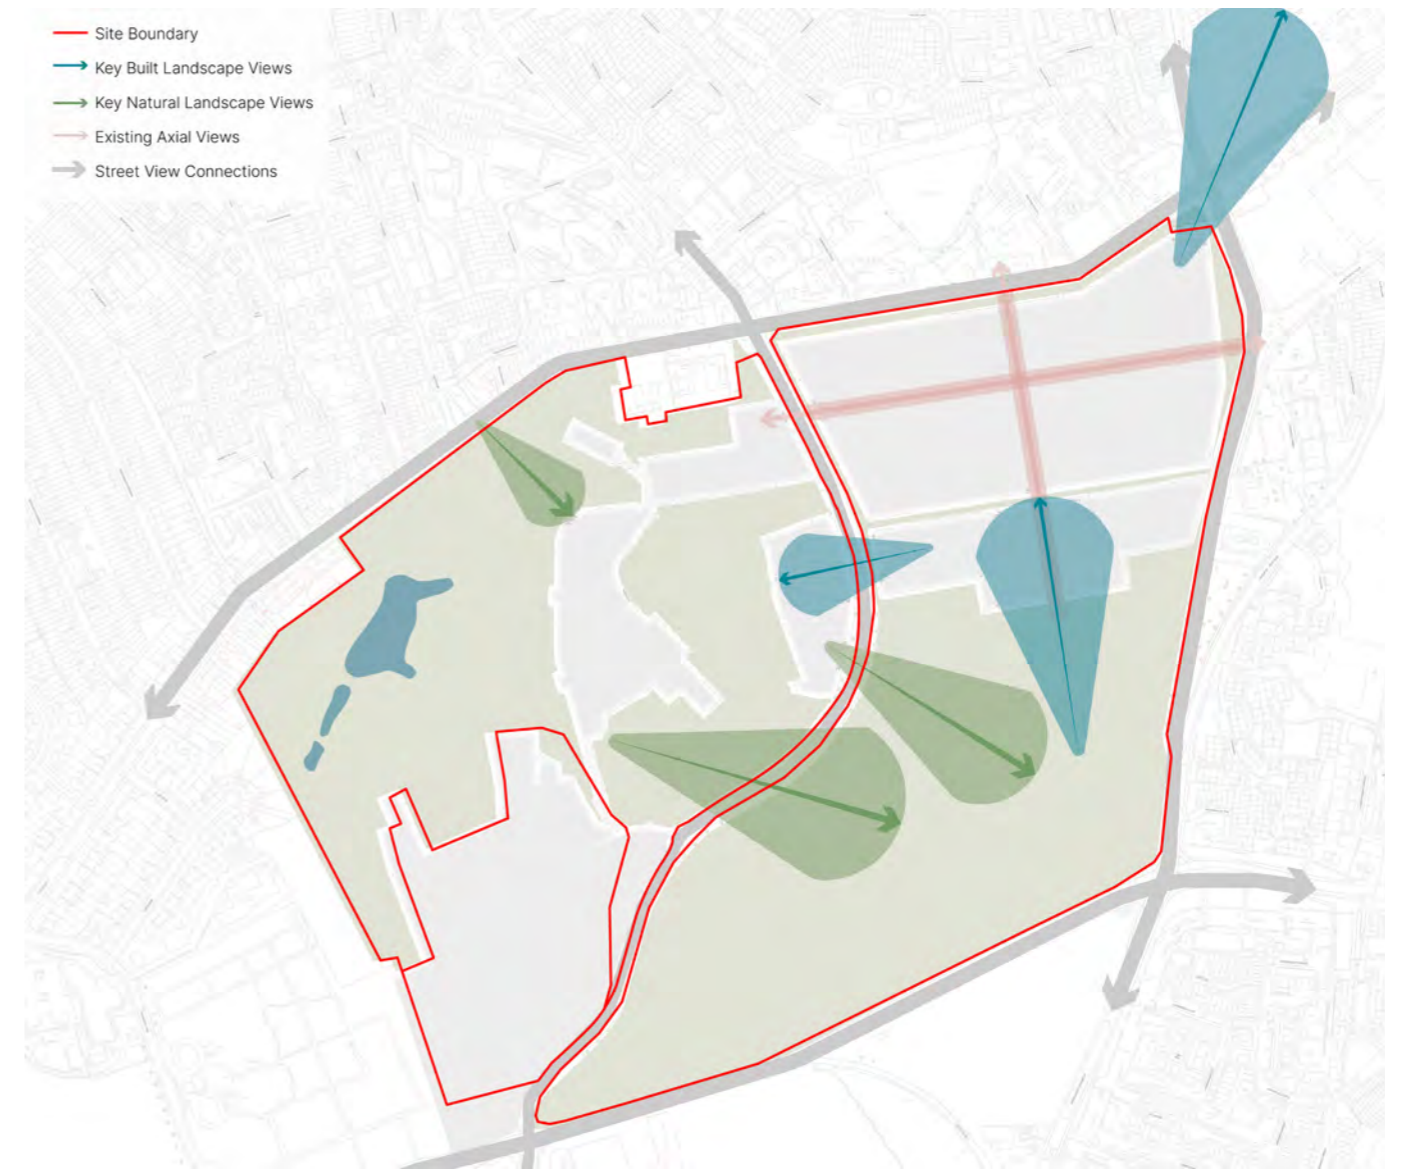 Site Boundary
Key Built Landscape Views
Key Natural Landscape Views
Existing Axial Views
Street View Connections